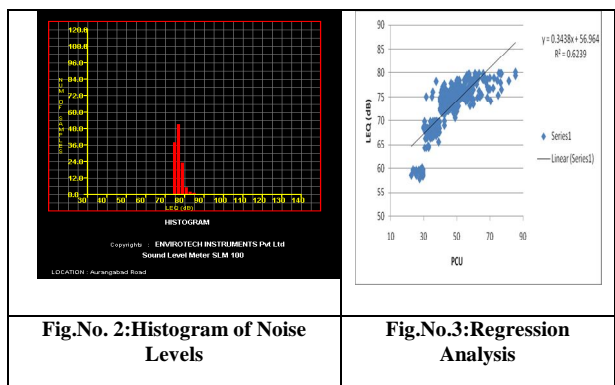 120.0
108.0
96.0
84.0
72.0
60.0
48.0
36.0
24.0
12.0
0.0
NUM OF SAMPLES
30 40 50 60 70 80 90 100 110 120 130 140
LEQ (dB)
HISTOGRAM
Copyrights : ENVIROTECH INSTRUMENTS Pvt Ltd
Sound Level Meter SLM 100
LOCATION : Aurangabad Road
90
85
80
75
70
65
60
55
50
LEQ (dB)
10 30 50 70 90
PCU
y = 0.3438x + 56.964
R² = 0.6239
Series1
Linear (Series1)
Fig.No. 2:Histogram of Noise
Levels
Fig.No.3:Regression
Analysis